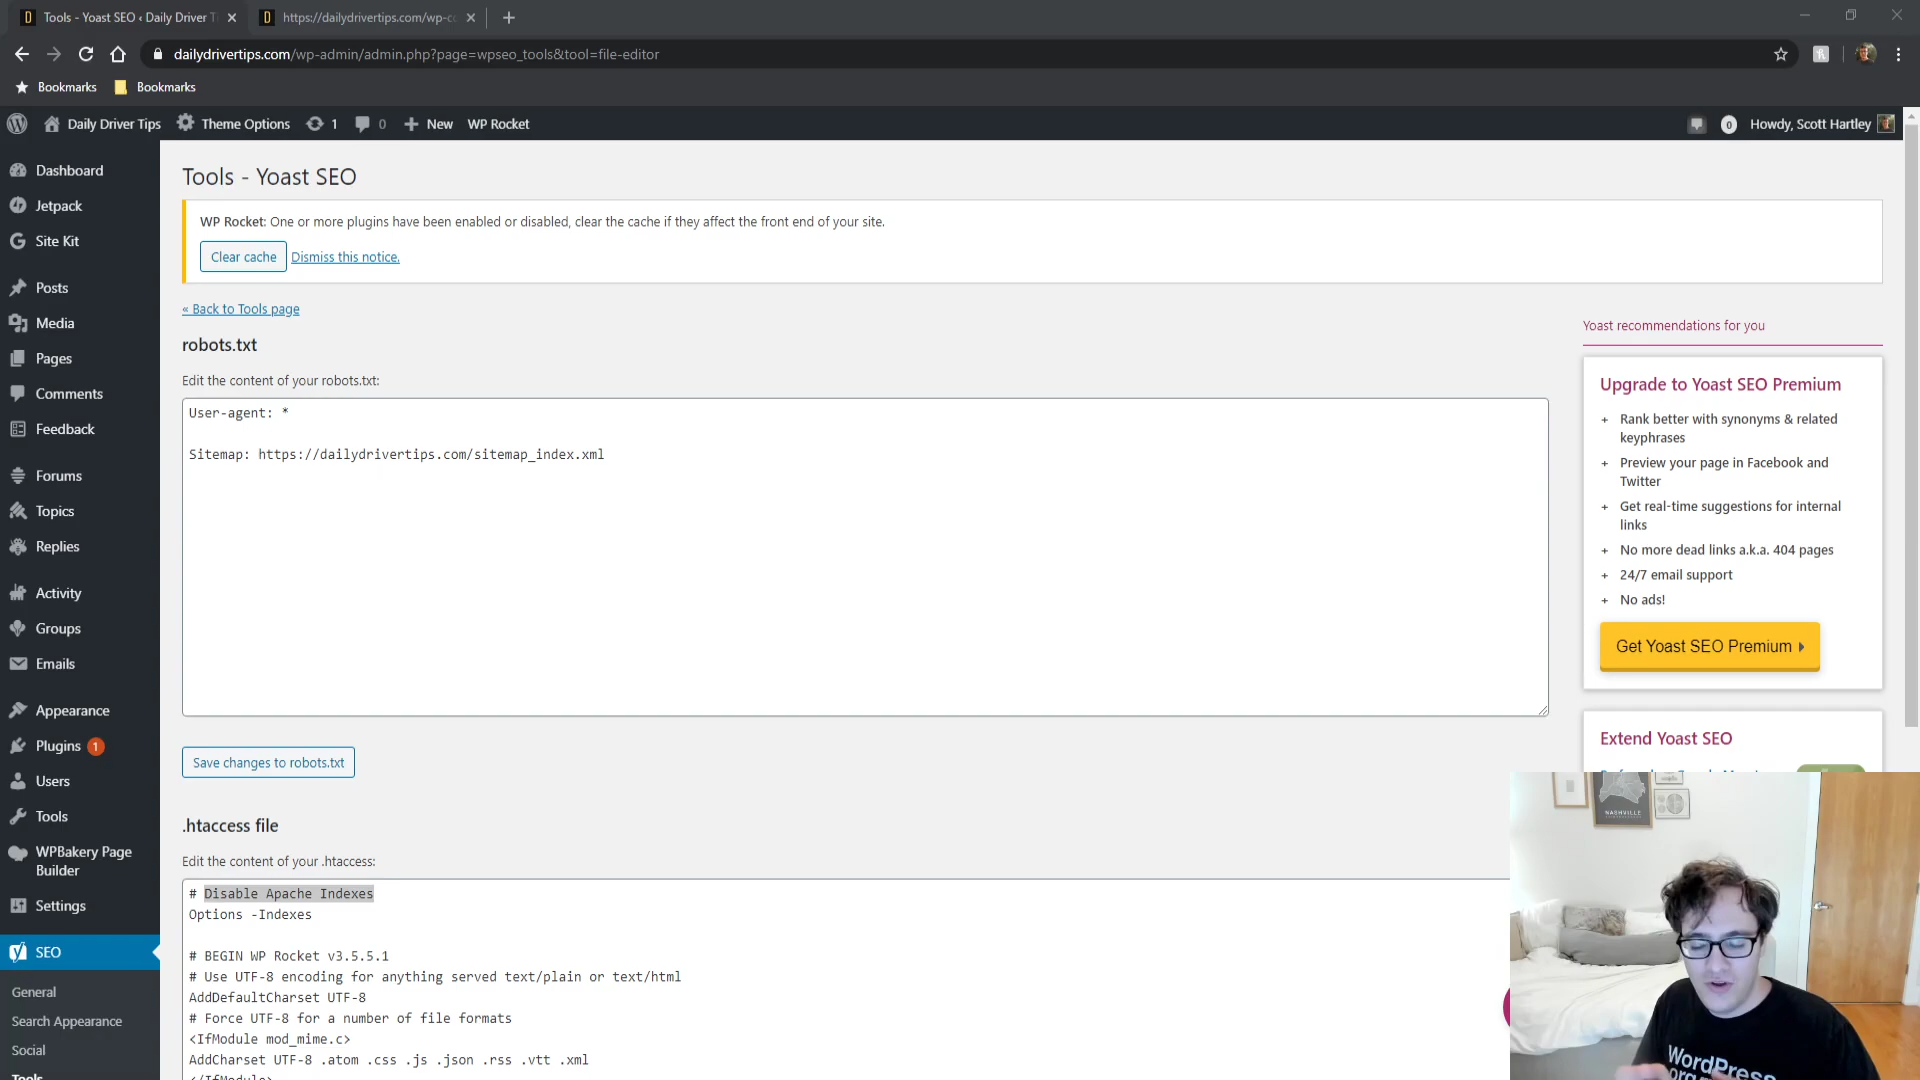 Tools - Yoast SEO ‹ Daily Driver T
https://dailydrivertips.com/wp-c
dailydrivertips.com/wp-admin/admin.php?page=wpseo_tools&tool=file-editor
Bookmarks
Bookmarks
Daily Driver Tips
Theme Options
1
0
New
WP Rocket
0
Howdy, Scott Hartley
Dashboard
Jetpack
Site Kit
Posts
Media
Pages
Comments
Feedback
Forums
Topics
Replies
Activity
Groups
Emails
Appearance
Plugins 1
Users
Tools
WPBakery Page
Builder
Settings
SEO
General
Search Appearance
Social
Tools
Tools - Yoast SEO
WP Rocket: One or more plugins have been enabled or disabled, clear the cache if they affect the front end of your site.
Clear cache
Dismiss this notice.
« Back to Tools page
robots.txt
Edit the content of your robots.txt:
User-agent: *
Sitemap: https://dailydrivertips.com/sitemap_index.xml
Save changes to robots.txt
.htaccess file
Edit the content of your .htaccess:
# Disable Apache Indexes
Options -Indexes
# BEGIN WP Rocket v3.5.5.1
# Use UTF-8 encoding for anything served text/plain or text/html
AddDefaultCharset UTF-8
# Force UTF-8 for a number of file formats
<IfModule mod_mime.c>
AddCharset UTF-8 .atom .css .js .json .rss .vtt .xml
</IfModule>
Yoast recommendations for you
Upgrade to Yoast SEO Premium
+ Rank better with synonyms & related
keyphrases
+ Preview your page in Facebook and
Twitter
+ Get real-time suggestions for internal
links
+ No more dead links a.k.a. 404 pages
+ 24/7 email support
+ No ads!
Get Yoast SEO Premium
Extend Yoast SEO
NASHVILLE
WordPress